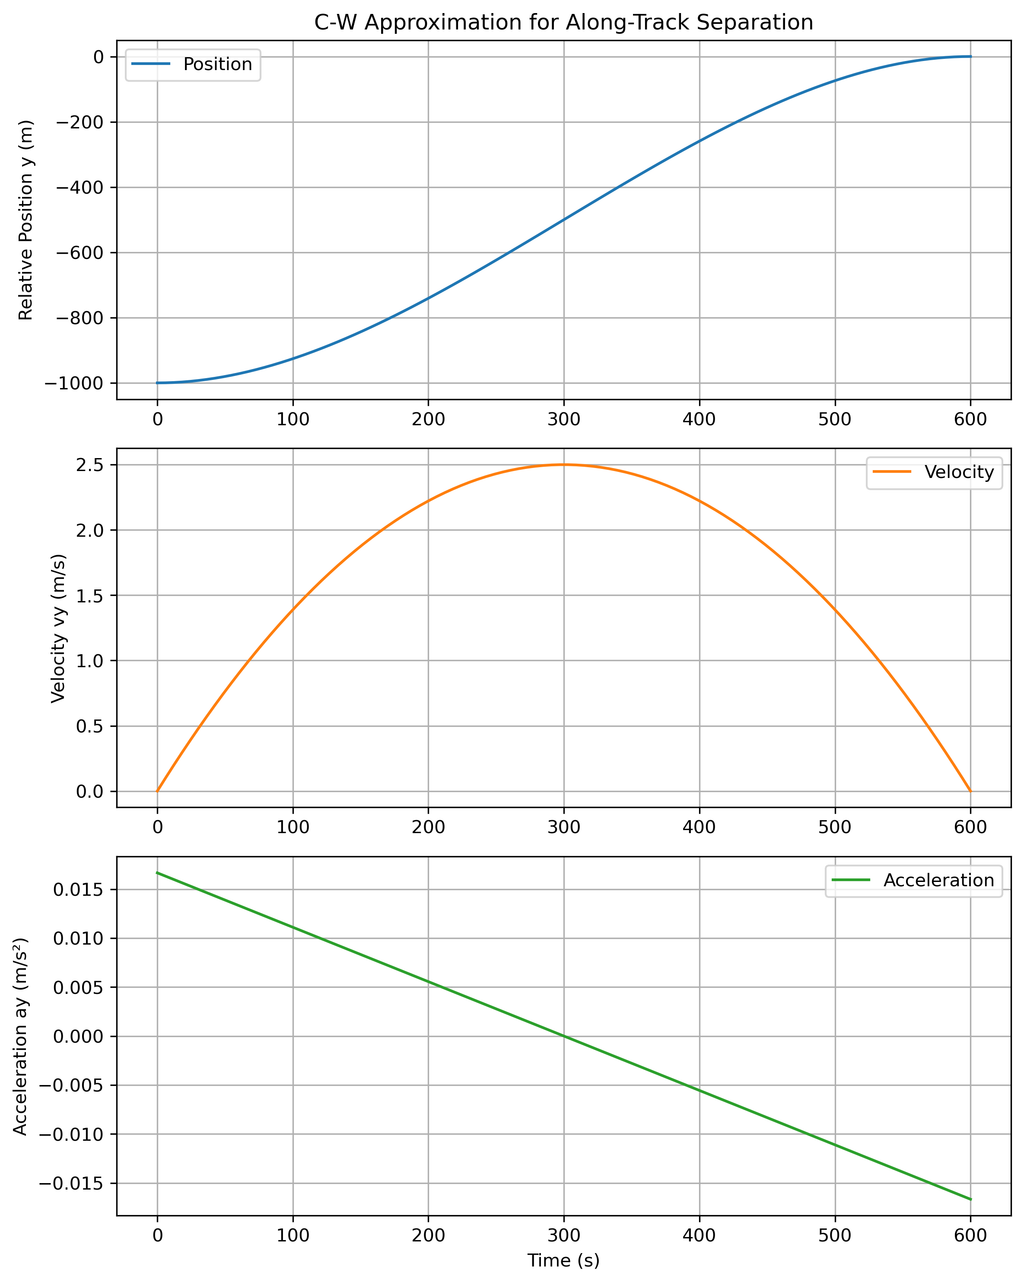 C-W Approximation for Along-Track Separation
Position
Relative Position y (m)
0
−200
−400
−600
−800
−1000
0 100 200 300 400 500 600
Velocity
Velocity vy (m/s)
2.5
2.0
1.5
1.0
0.5
0.0
0 100 200 300 400 500 600
Acceleration
Acceleration ay (m/s²)
0.015
0.010
0.005
0.000
−0.005
−0.010
−0.015
0 100 200 300 400 500 600
Time (s)